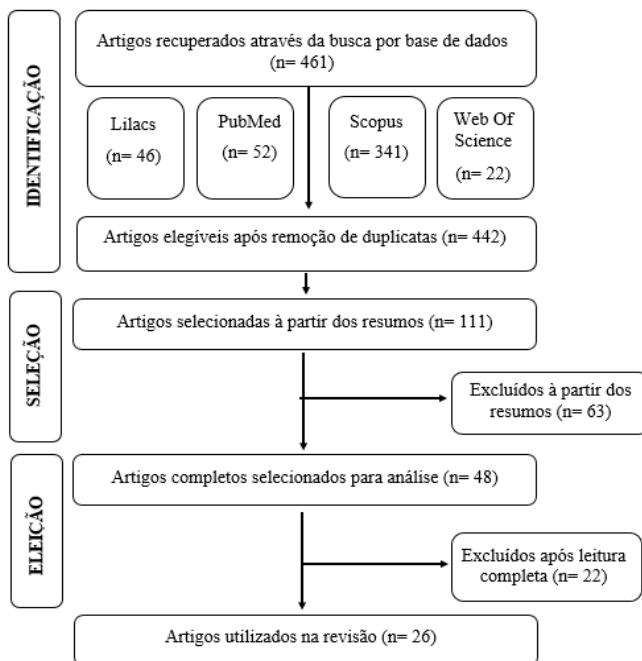 IDENTIFICAÇÃO
Artigos recuperados através da busca por base de dados
(n= 461)
Lilacs
(n= 46)
PubMed
(n= 52)
Scopus
(n= 341)
Web Of
Science
(n= 22)
Artigos elegíveis após remoção de duplicatas (n= 442)
SELEÇÃO
Artigos selecionadas à partir dos resumos (n= 111)
Excluídos à partir dos
resumos (n= 63)
ELEIÇÃO
Artigos completos selecionados para análise (n= 48)
Excluídos após leitura
completa (n= 22)
Artigos utilizados na revisão (n= 26)